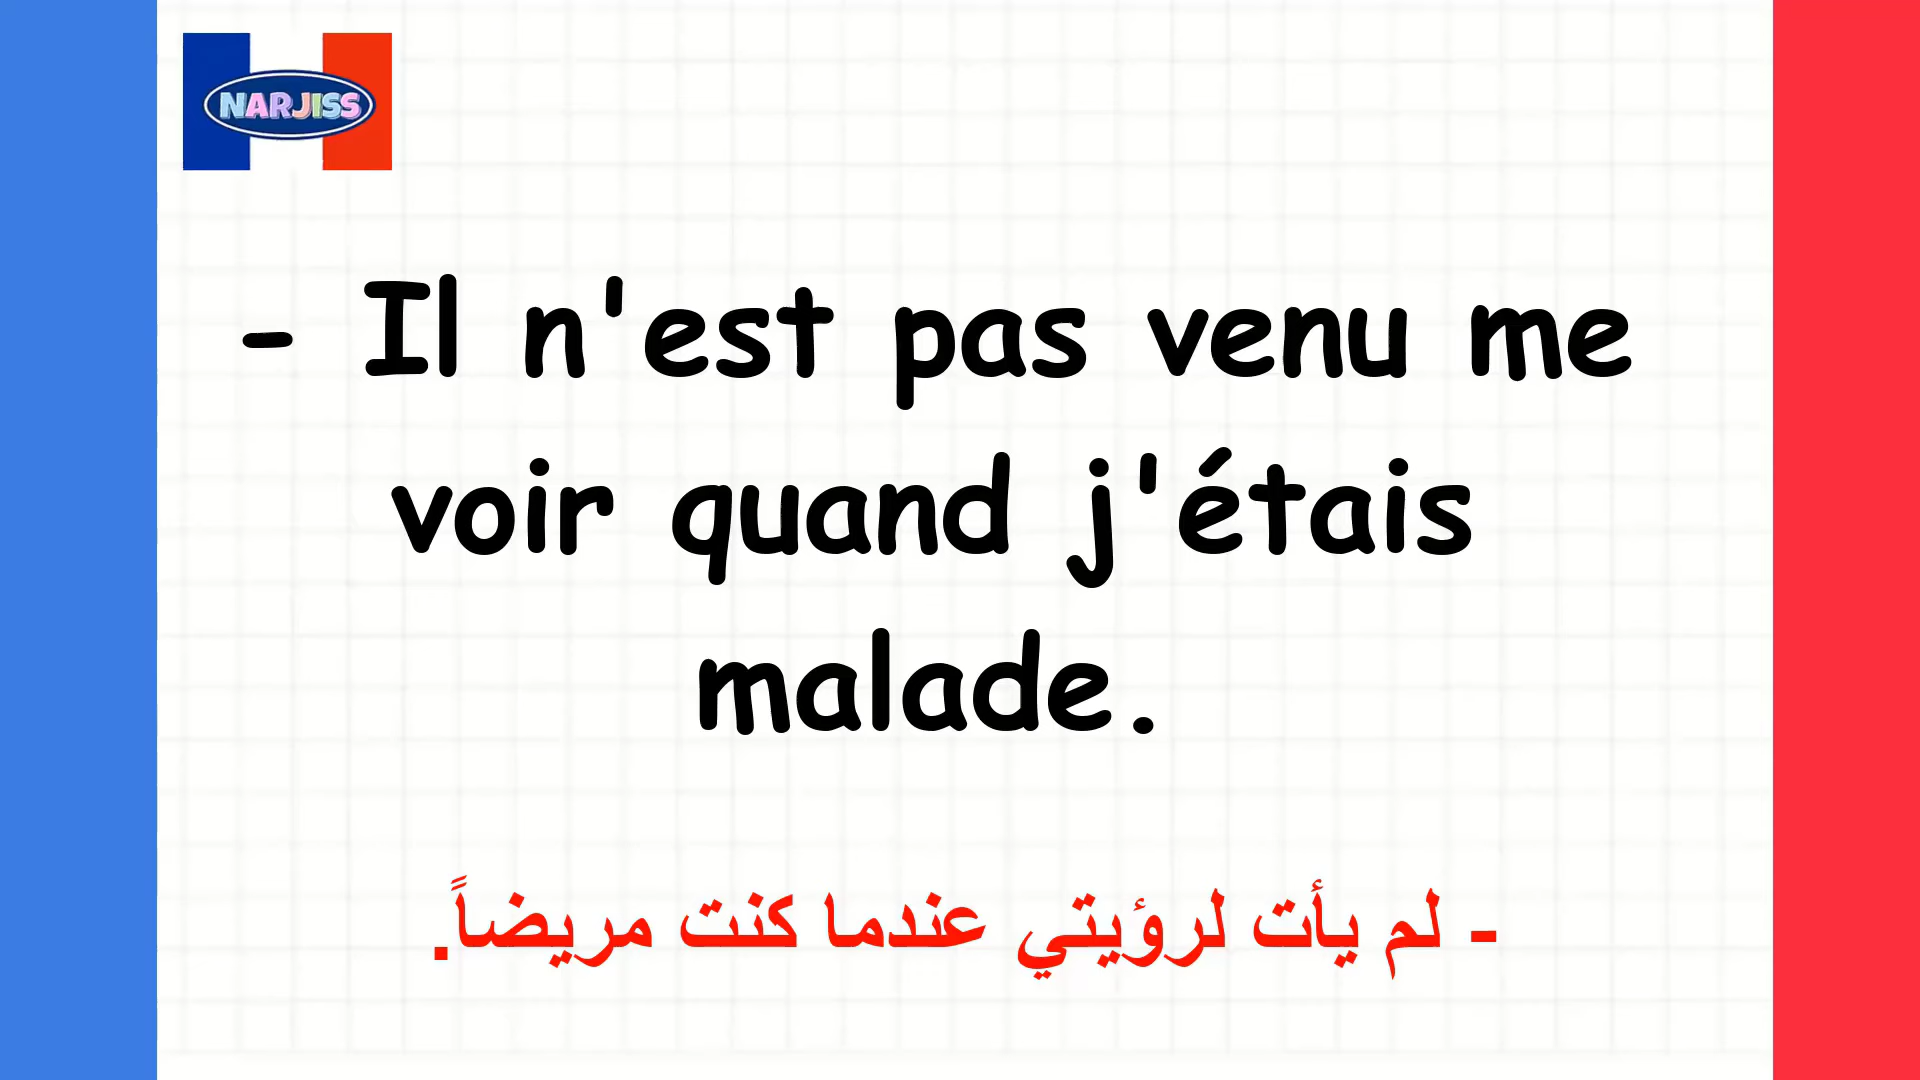 NARJISS
- Il n'est pas venu me
voir quand j'étais
malade.
- لم يأت لرؤيتي عندما كنت مريضاً.